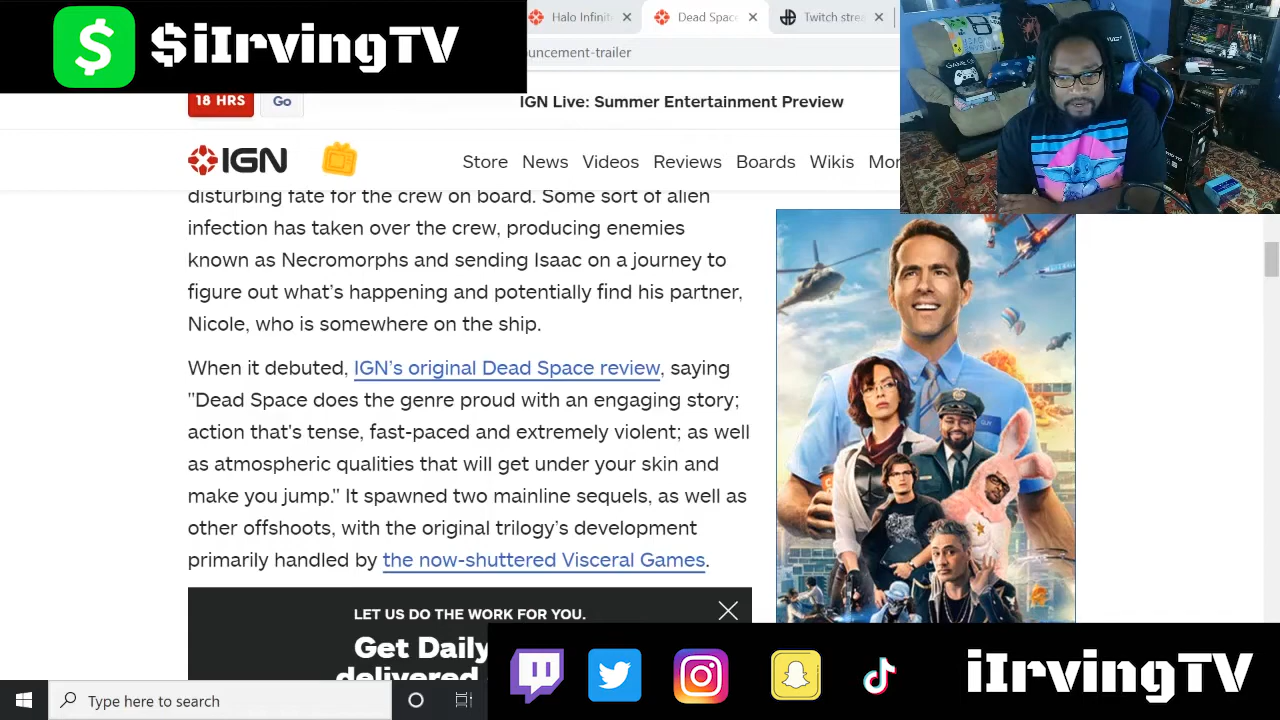 $iIrvingTV
Halo Infinit
Dead Space
Twitch strea
uncement-trailer
18 HRS
Go
IGN Live: Summer Entertainment Preview
IGN
Store News Videos Reviews Boards Wikis Mor
disturbing fate for the crew on board. Some sort of alien
infection has taken over the crew, producing enemies
known as Necromorphs and sending Isaac on a journey to
figure out what’s happening and potentially find his partner,
Nicole, who is somewhere on the ship.
When it debuted, IGN’s original Dead Space review, saying
"Dead Space does the genre proud with an engaging story;
action that's tense, fast-paced and extremely violent; as well
as atmospheric qualities that will get under your skin and
make you jump." It spawned two mainline sequels, as well as
other offshoots, with the original trilogy’s development
primarily handled by the now-shuttered Visceral Games.
GUY
LET US DO THE WORK FOR YOU.
Get Daily
delivered
iIrvingTV
Type here to search